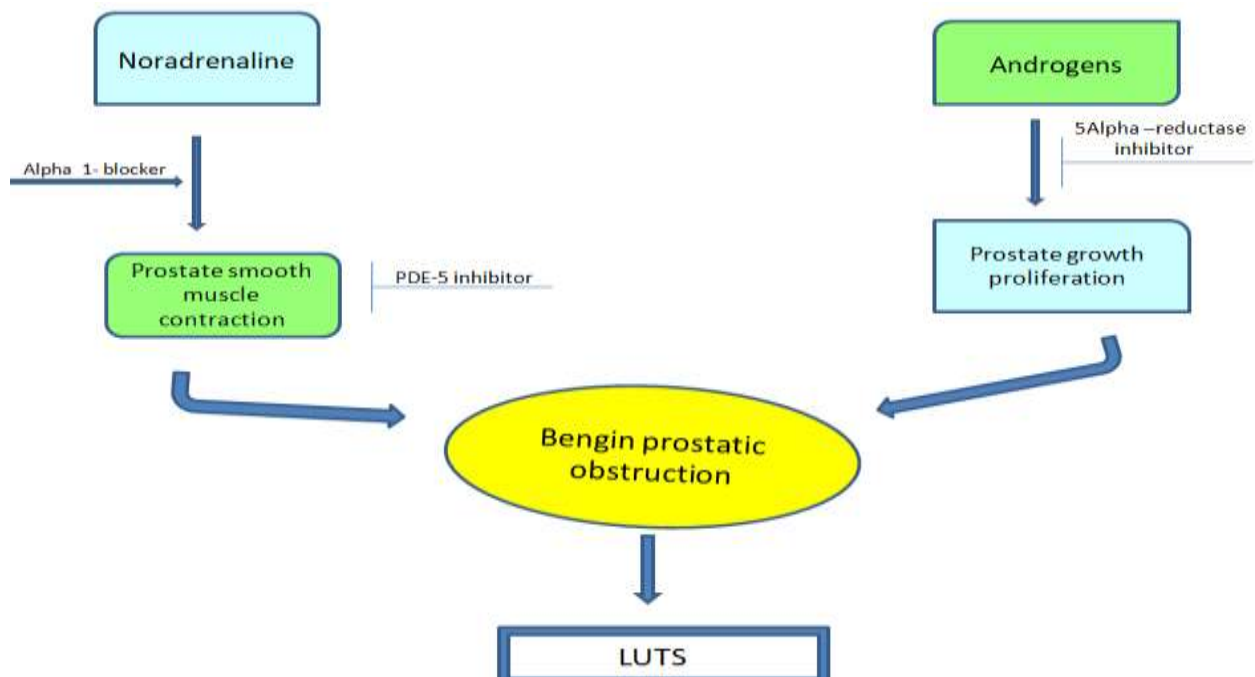 Noradrenaline
Androgens
5Alpha –reductase
inhibitor
Alpha 1- blocker
Prostate smooth
muscle
contraction
PDE-5 inhibitor
Prostate growth
proliferation
Bengin prostatic
obstruction
LUTS